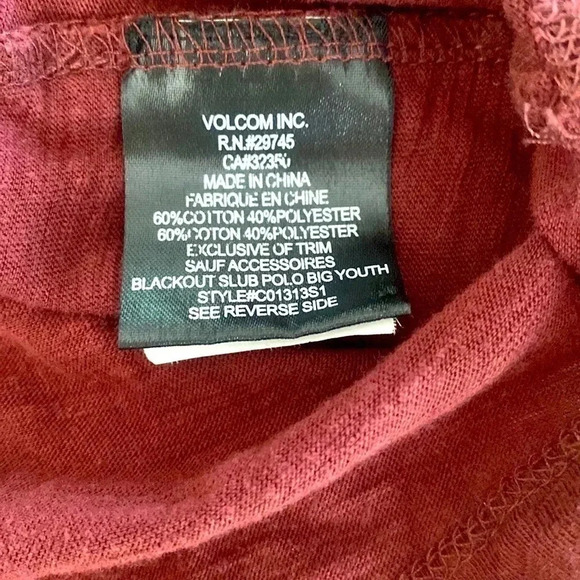 VOLCOM INC.
R.N.#29745
CA#32350
MADE IN CHINA
FABRIQUE EN CHINE
60%COTTON 40%POLYESTER
60%COTTON 40%POLYESTER
EXCLUSIVE OF TRIM
SAUF ACCESSOIRES
BLACKOUT SLUB POLO BIG YOUTH
STYLE#C01313S1
SEE REVERSE SIDE